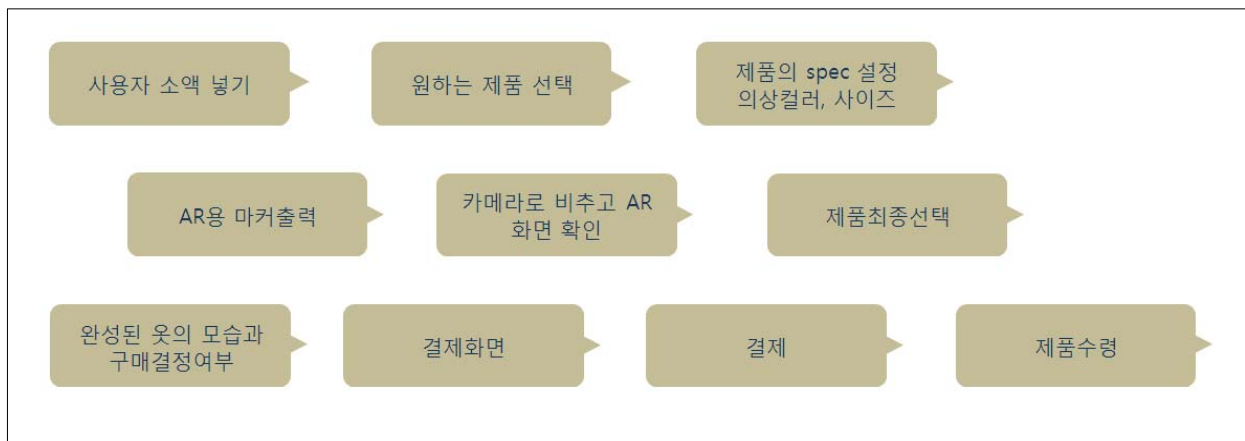 사용자 소액 넣기
원하는 제품 선택
제품의 spec 설정
의상컬러, 사이즈
AR용 마커출력
카메라로 비추고 AR
화면 확인
제품최종선택
완성된 옷의 모습과
구매결정여부
결제화면
결제
제품수령